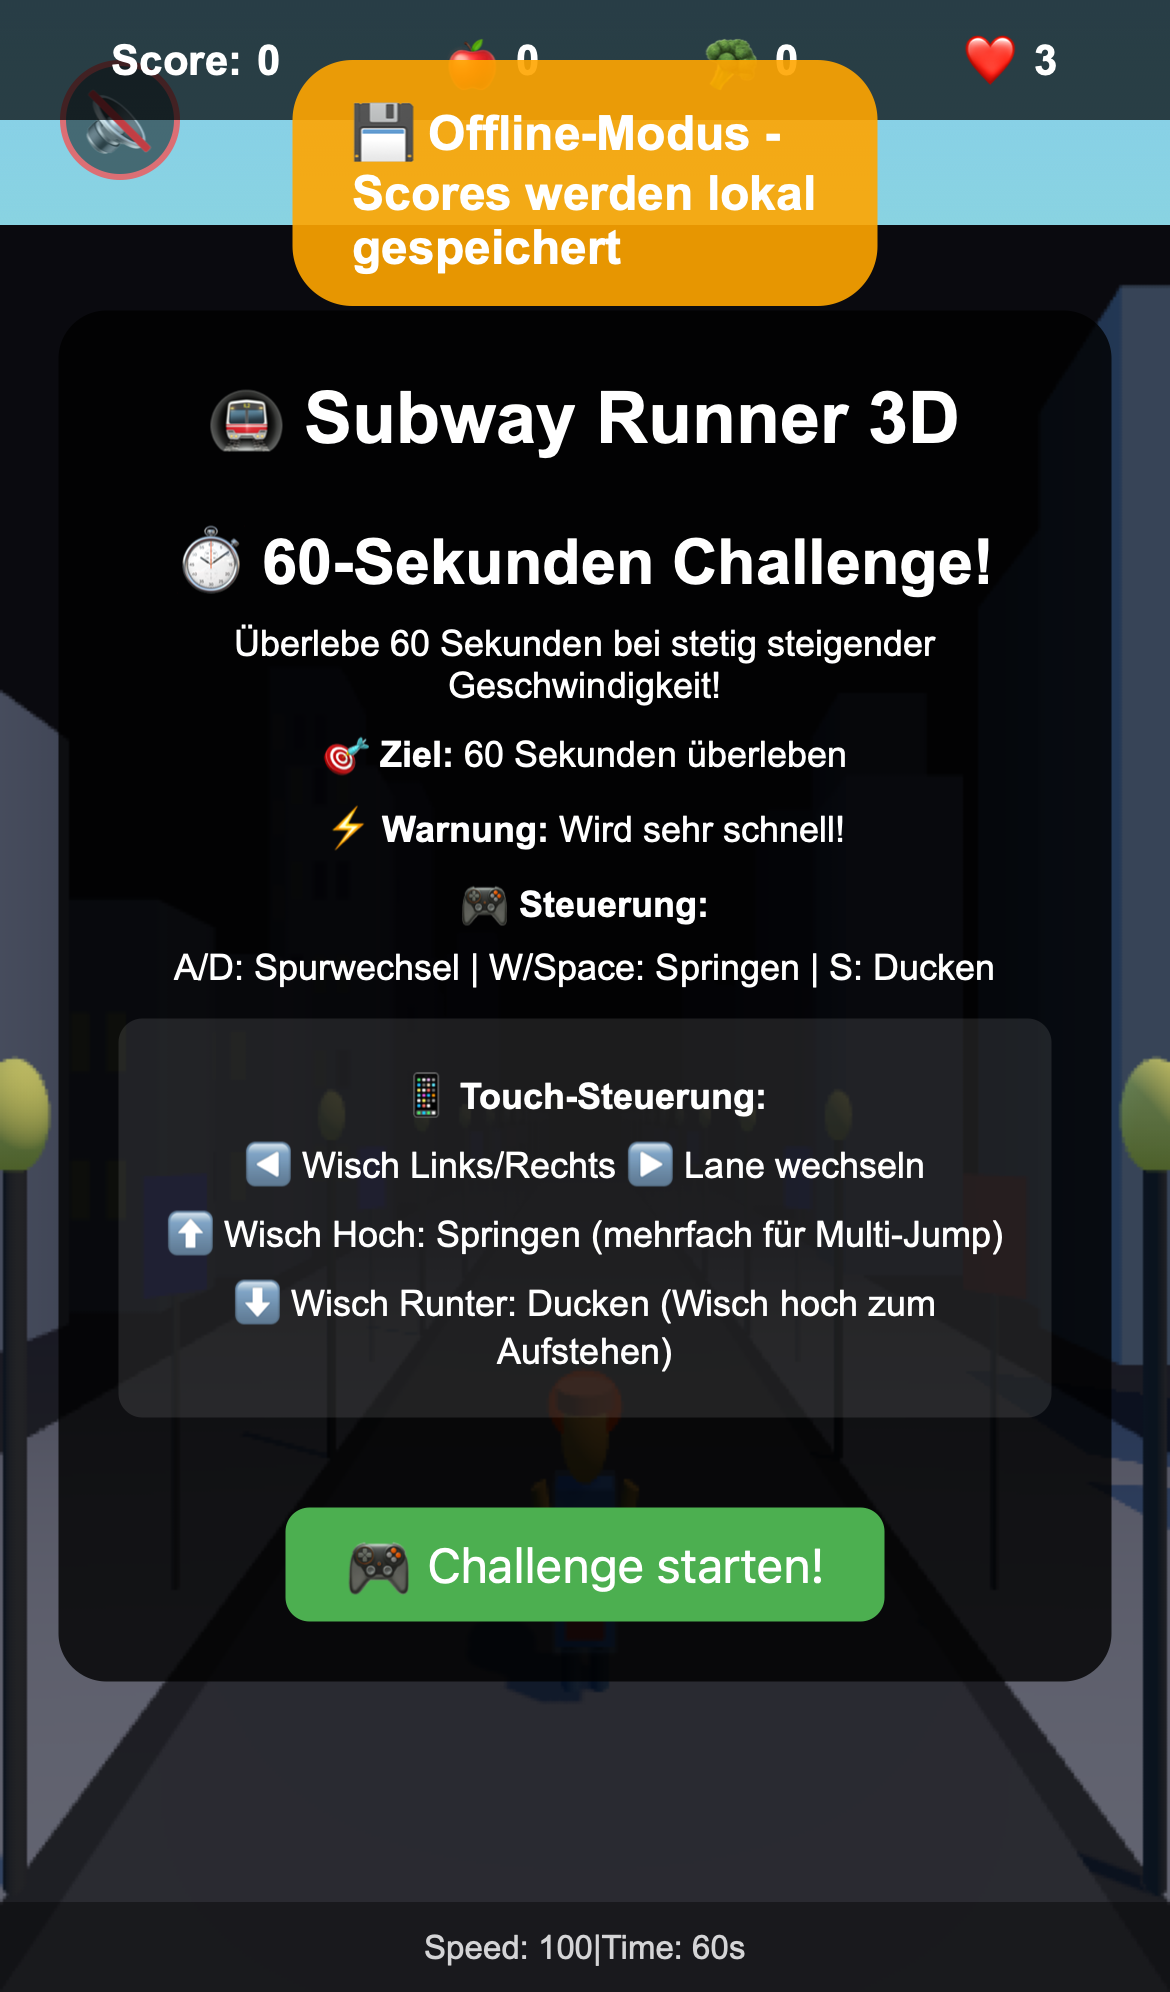 Score: 0 0 0 3
Offline-Modus -
Scores werden lokal
gespeichert
Subway Runner 3D
60-Sekunden Challenge!
Überlebe 60 Sekunden bei stetig steigender
Geschwindigkeit!
Ziel: 60 Sekunden überleben
Warnung: Wird sehr schnell!
Steuerung:
A/D: Spurwechsel | W/Space: Springen | S: Ducken
Touch-Steuerung:
Wisch Links/Rechts Lane wechseln
Wisch Hoch: Springen (mehrfach für Multi-Jump)
Wisch Runter: Ducken (Wisch hoch zum
Aufstehen)
Challenge starten!
Speed: 100|Time: 60s